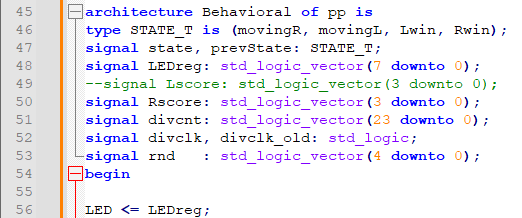 45 architecture Behavioral of pp is
46 type STATE_T is (movingR, movingL, Lwin, Rwin);
47 signal state, prevState: STATE_T;
48 signal LEDreg: std_logic_vector(7 downto 0);
49 --signal Lscore: std_logic_vector(3 downto 0);
50 signal Rscore: std_logic_vector(3 downto 0);
51 signal divcnt: std_logic_vector(23 downto 0);
52 signal divclk, divclk_old: std_logic;
53 signal rnd   : std_logic_vector(4 downto 0);
54 begin
55
56 LED <= LEDreg;